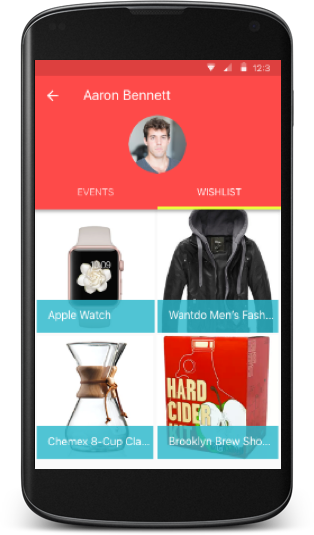 12:3
Aaron Bennett
EVENTS
WISHLIST
Apple Watch
Wantdo Men's Fash...
HARD
CIDER
Chemex 8-Cup Cla...
Brooklyn Brew Sho...